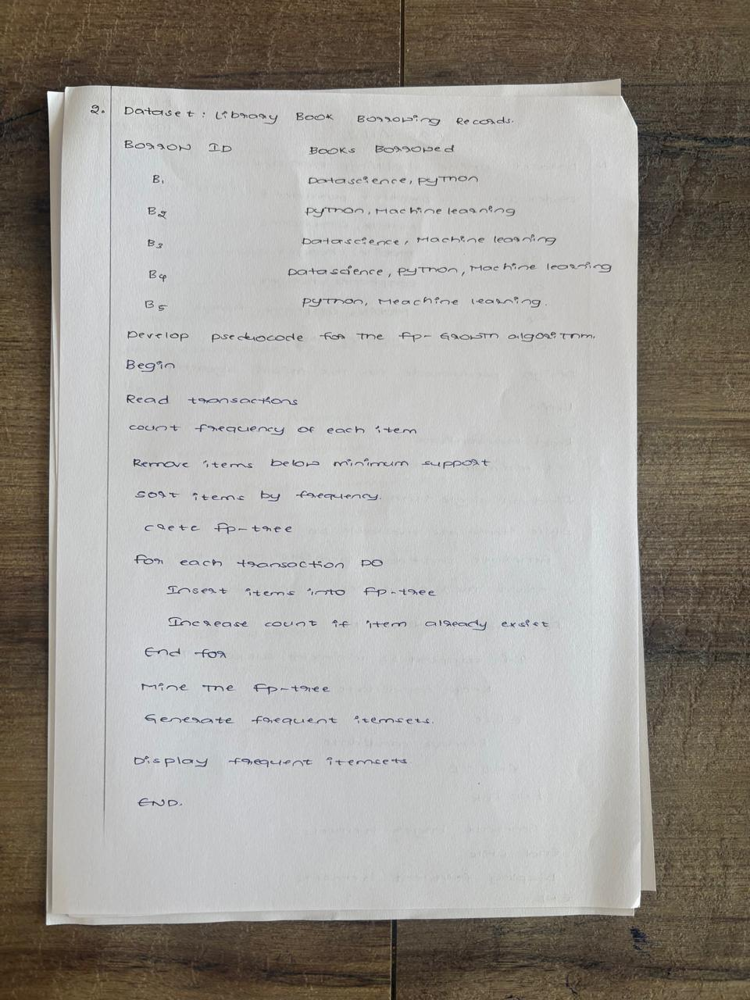 2. Dataset: Library Book Borrowing Records.
Borrow ID Books Borrowed
B1 Datascience, python
B2 python, Machine learning
B3 Datascience, Machine learning
B4 Datascience, python, Machine learning
B5 python, Meachine learning.
Develop pseduocode for the fp-Growth algorithm.
Begin
Read transactions
count frequency of each item
Remove items below minimum support
sort items by frequency.
crete fp-tree
for each transaction DO
Insert items into fp-tree
Increase count if item already exsist
End for
Mine the fp-tree
Generate frequent itemsets.
Display frequent itemsets
END.